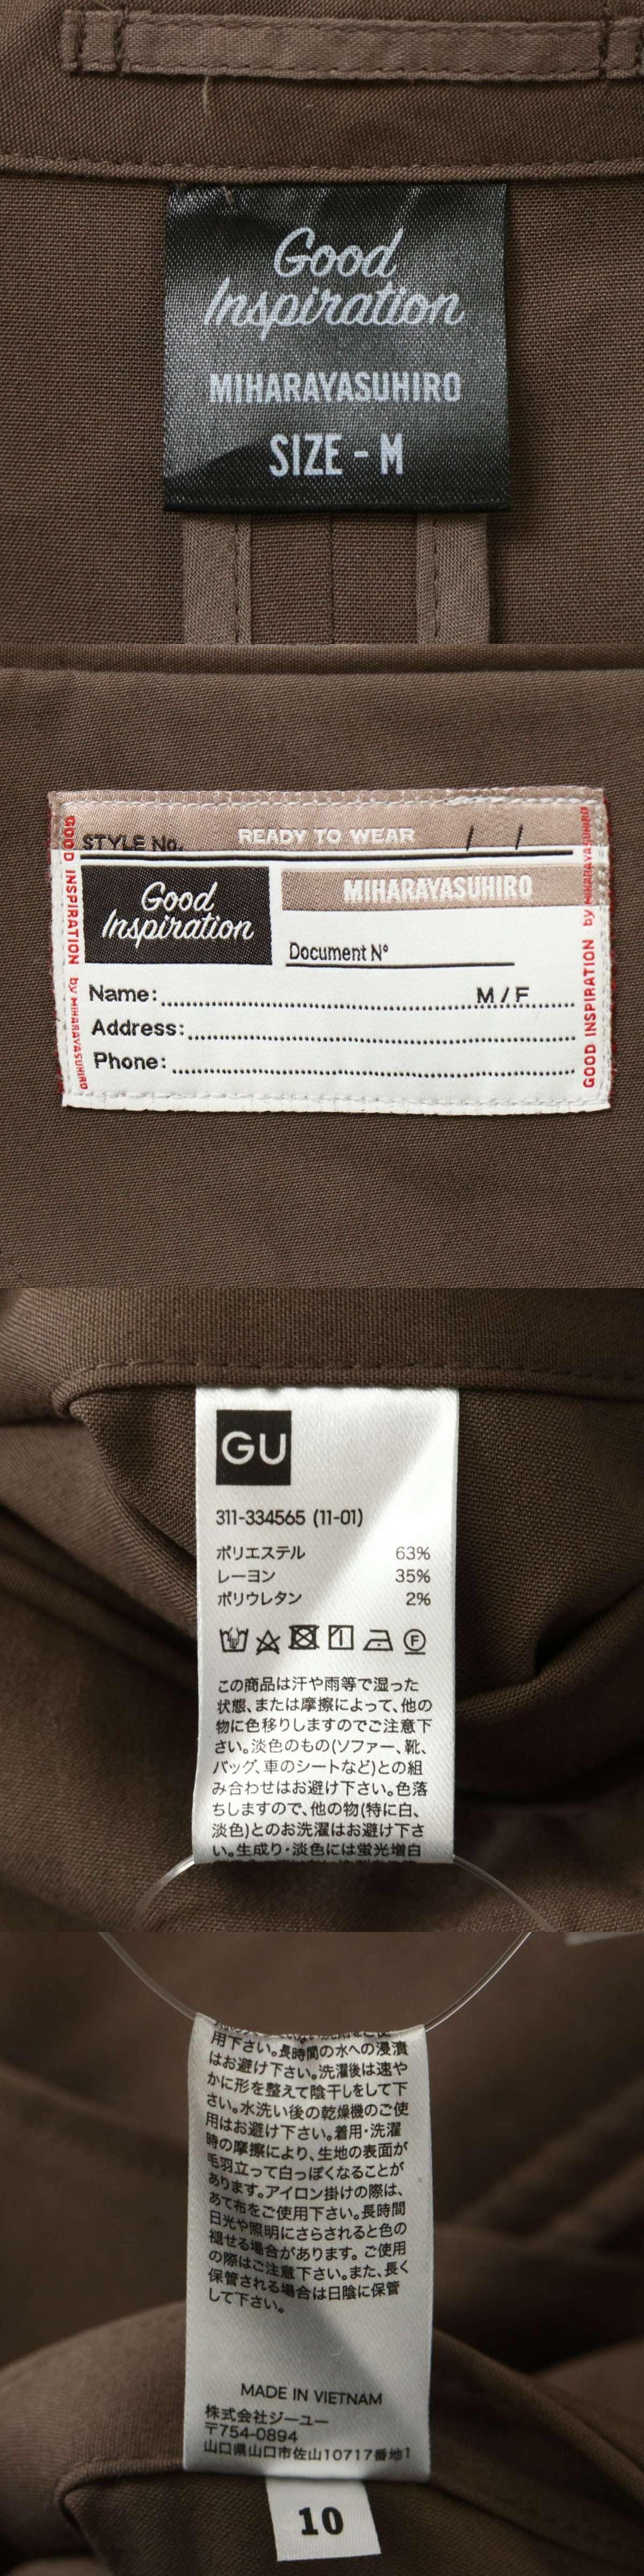 Good
Inspiration
MIHARAYASUHIRO
SIZE - M
STYLE No.
READY TO WEAR / /
GOOD INSPIRATION by MIHARAYASUHIRO
Good
Inspiration
MIHARAYASUHIRO
Document N°
Name: M / F
Address:
Phone:
GOOD INSPIRATION by MIHARAYASUHIRO
GU
311-334565 (11-01)
ポリエステル 63%
レーヨン 35%
ポリウレタン 2%
F
この商品は汗や雨等で湿った
状態、または摩擦によって、他の
物に色移りしますのでご注意下
さい。淡色のもの(ソファー、靴、
バッグ、車のシートなど)との組
み合わせはお避け下さい。色落
ちしますので、他の物(特に白、
淡色)とのお洗濯はお避け下さ
い。生成り・淡色には蛍光増白
用下さい。長時間の水への浸漬
はお避け下さい。洗濯後は速や
かに形を整えて陰干しをして下
さい。水洗い後の乾燥機のご使
用はお避け下さい。着用・洗濯
時の摩擦により、生地の表面が
毛羽立って白っぽくなることが
あります。アイロン掛けの際は、
あて布をご使用下さい。長時間
日光や照明にさらされると色の
褪せる場合があります。ご使用
の際はご注意下さい。また、長く
保管される場合は日陰に保管
して下さい。
MADE IN VIETNAM
株式会社ジーユー
〒754-0894
山口県山口市佐山10717番地1
10